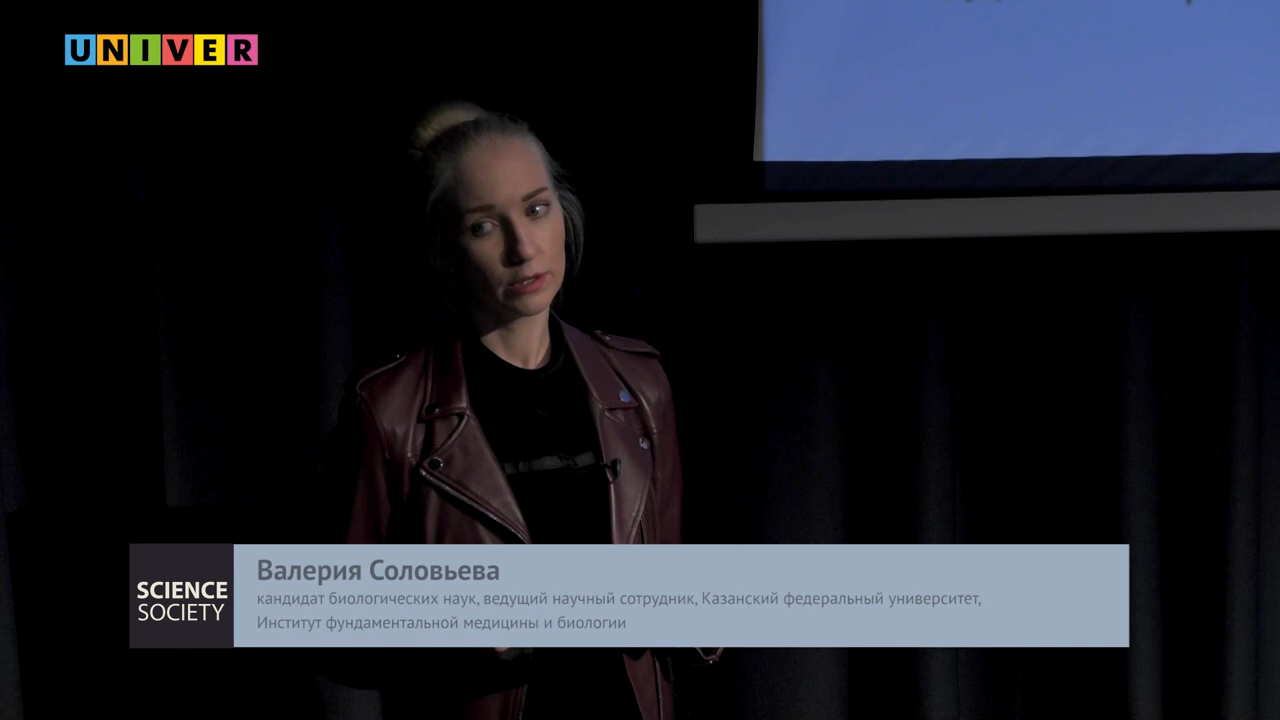 UNIVER
SCIENCE
SOCIETY
Валерия Соловьева
кандидат биологических наук, ведущий научный сотрудник, Казанский федеральный университет,
Институт фундаментальной медицины и биологии